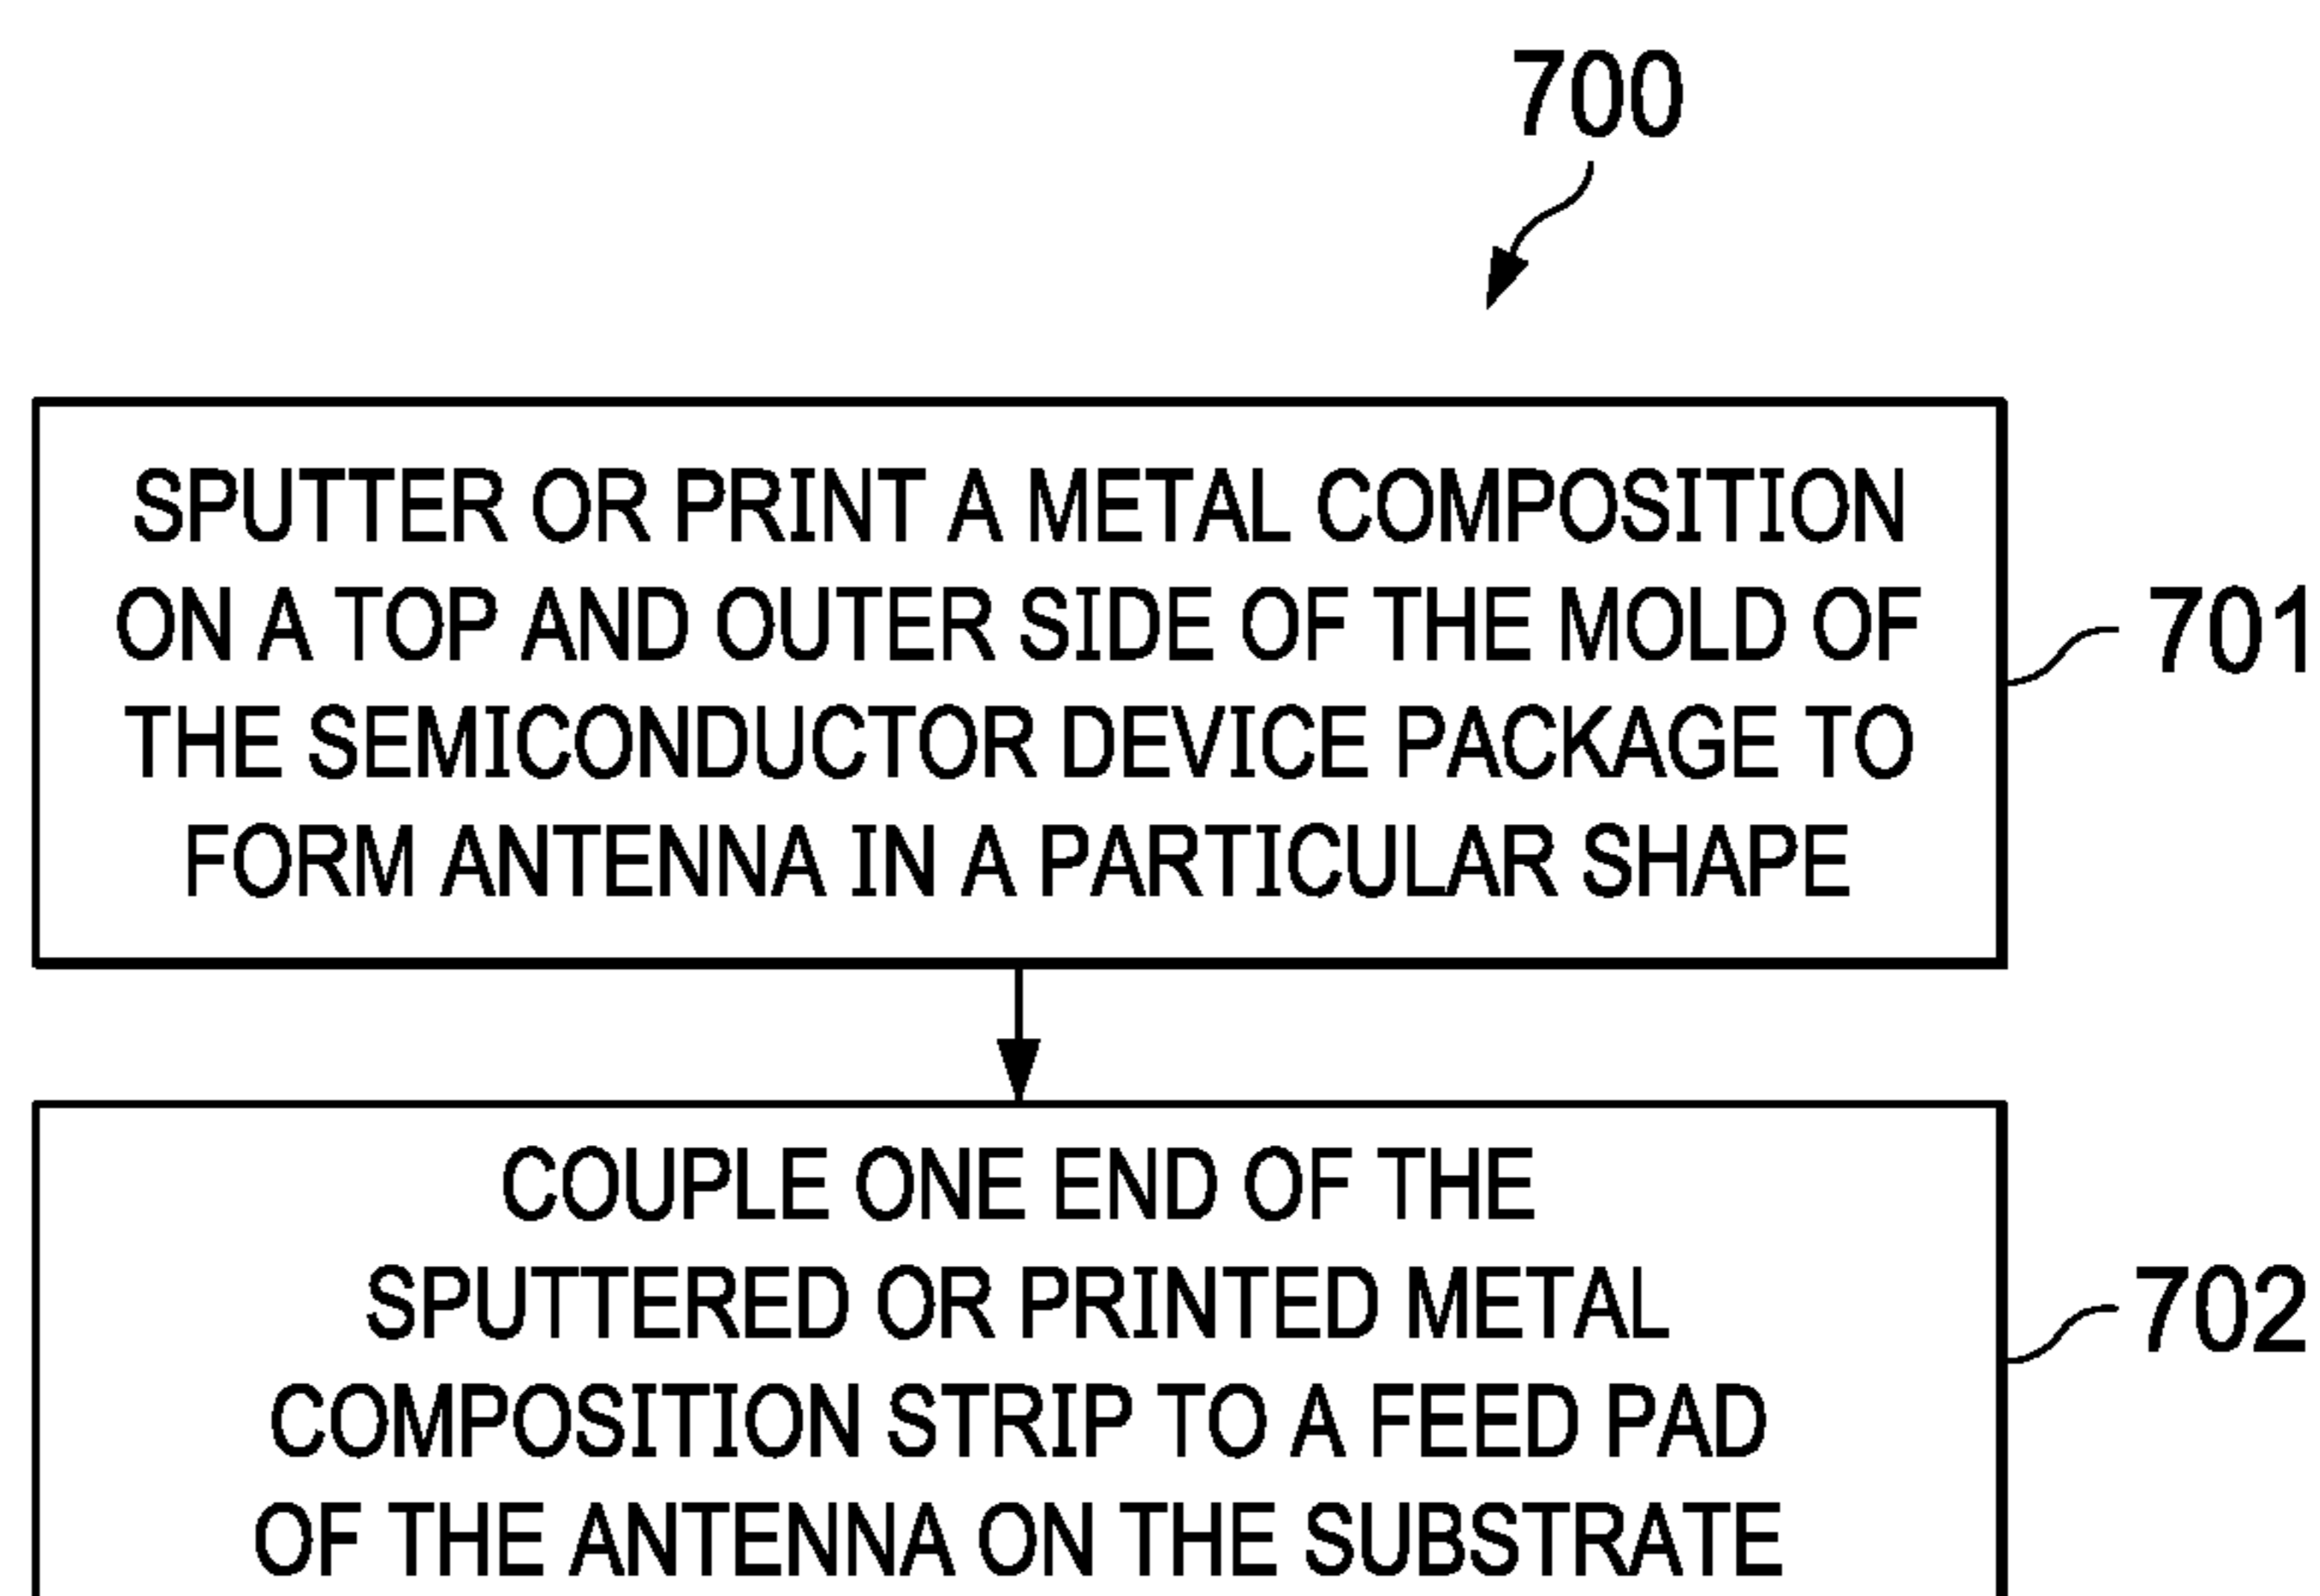 700
SPUTTER OR PRINT A METAL COMPOSITION
ON A TOP AND OUTER SIDE OF THE MOLD OF
THE SEMICONDUCTOR DEVICE PACKAGE TO
FORM ANTENNA IN A PARTICULAR SHAPE
701
COUPLE ONE END OF THE
SPUTTERED OR PRINTED METAL
COMPOSITION STRIP TO A FEED PAD
OF THE ANTENNA ON THE SUBSTRATE
702